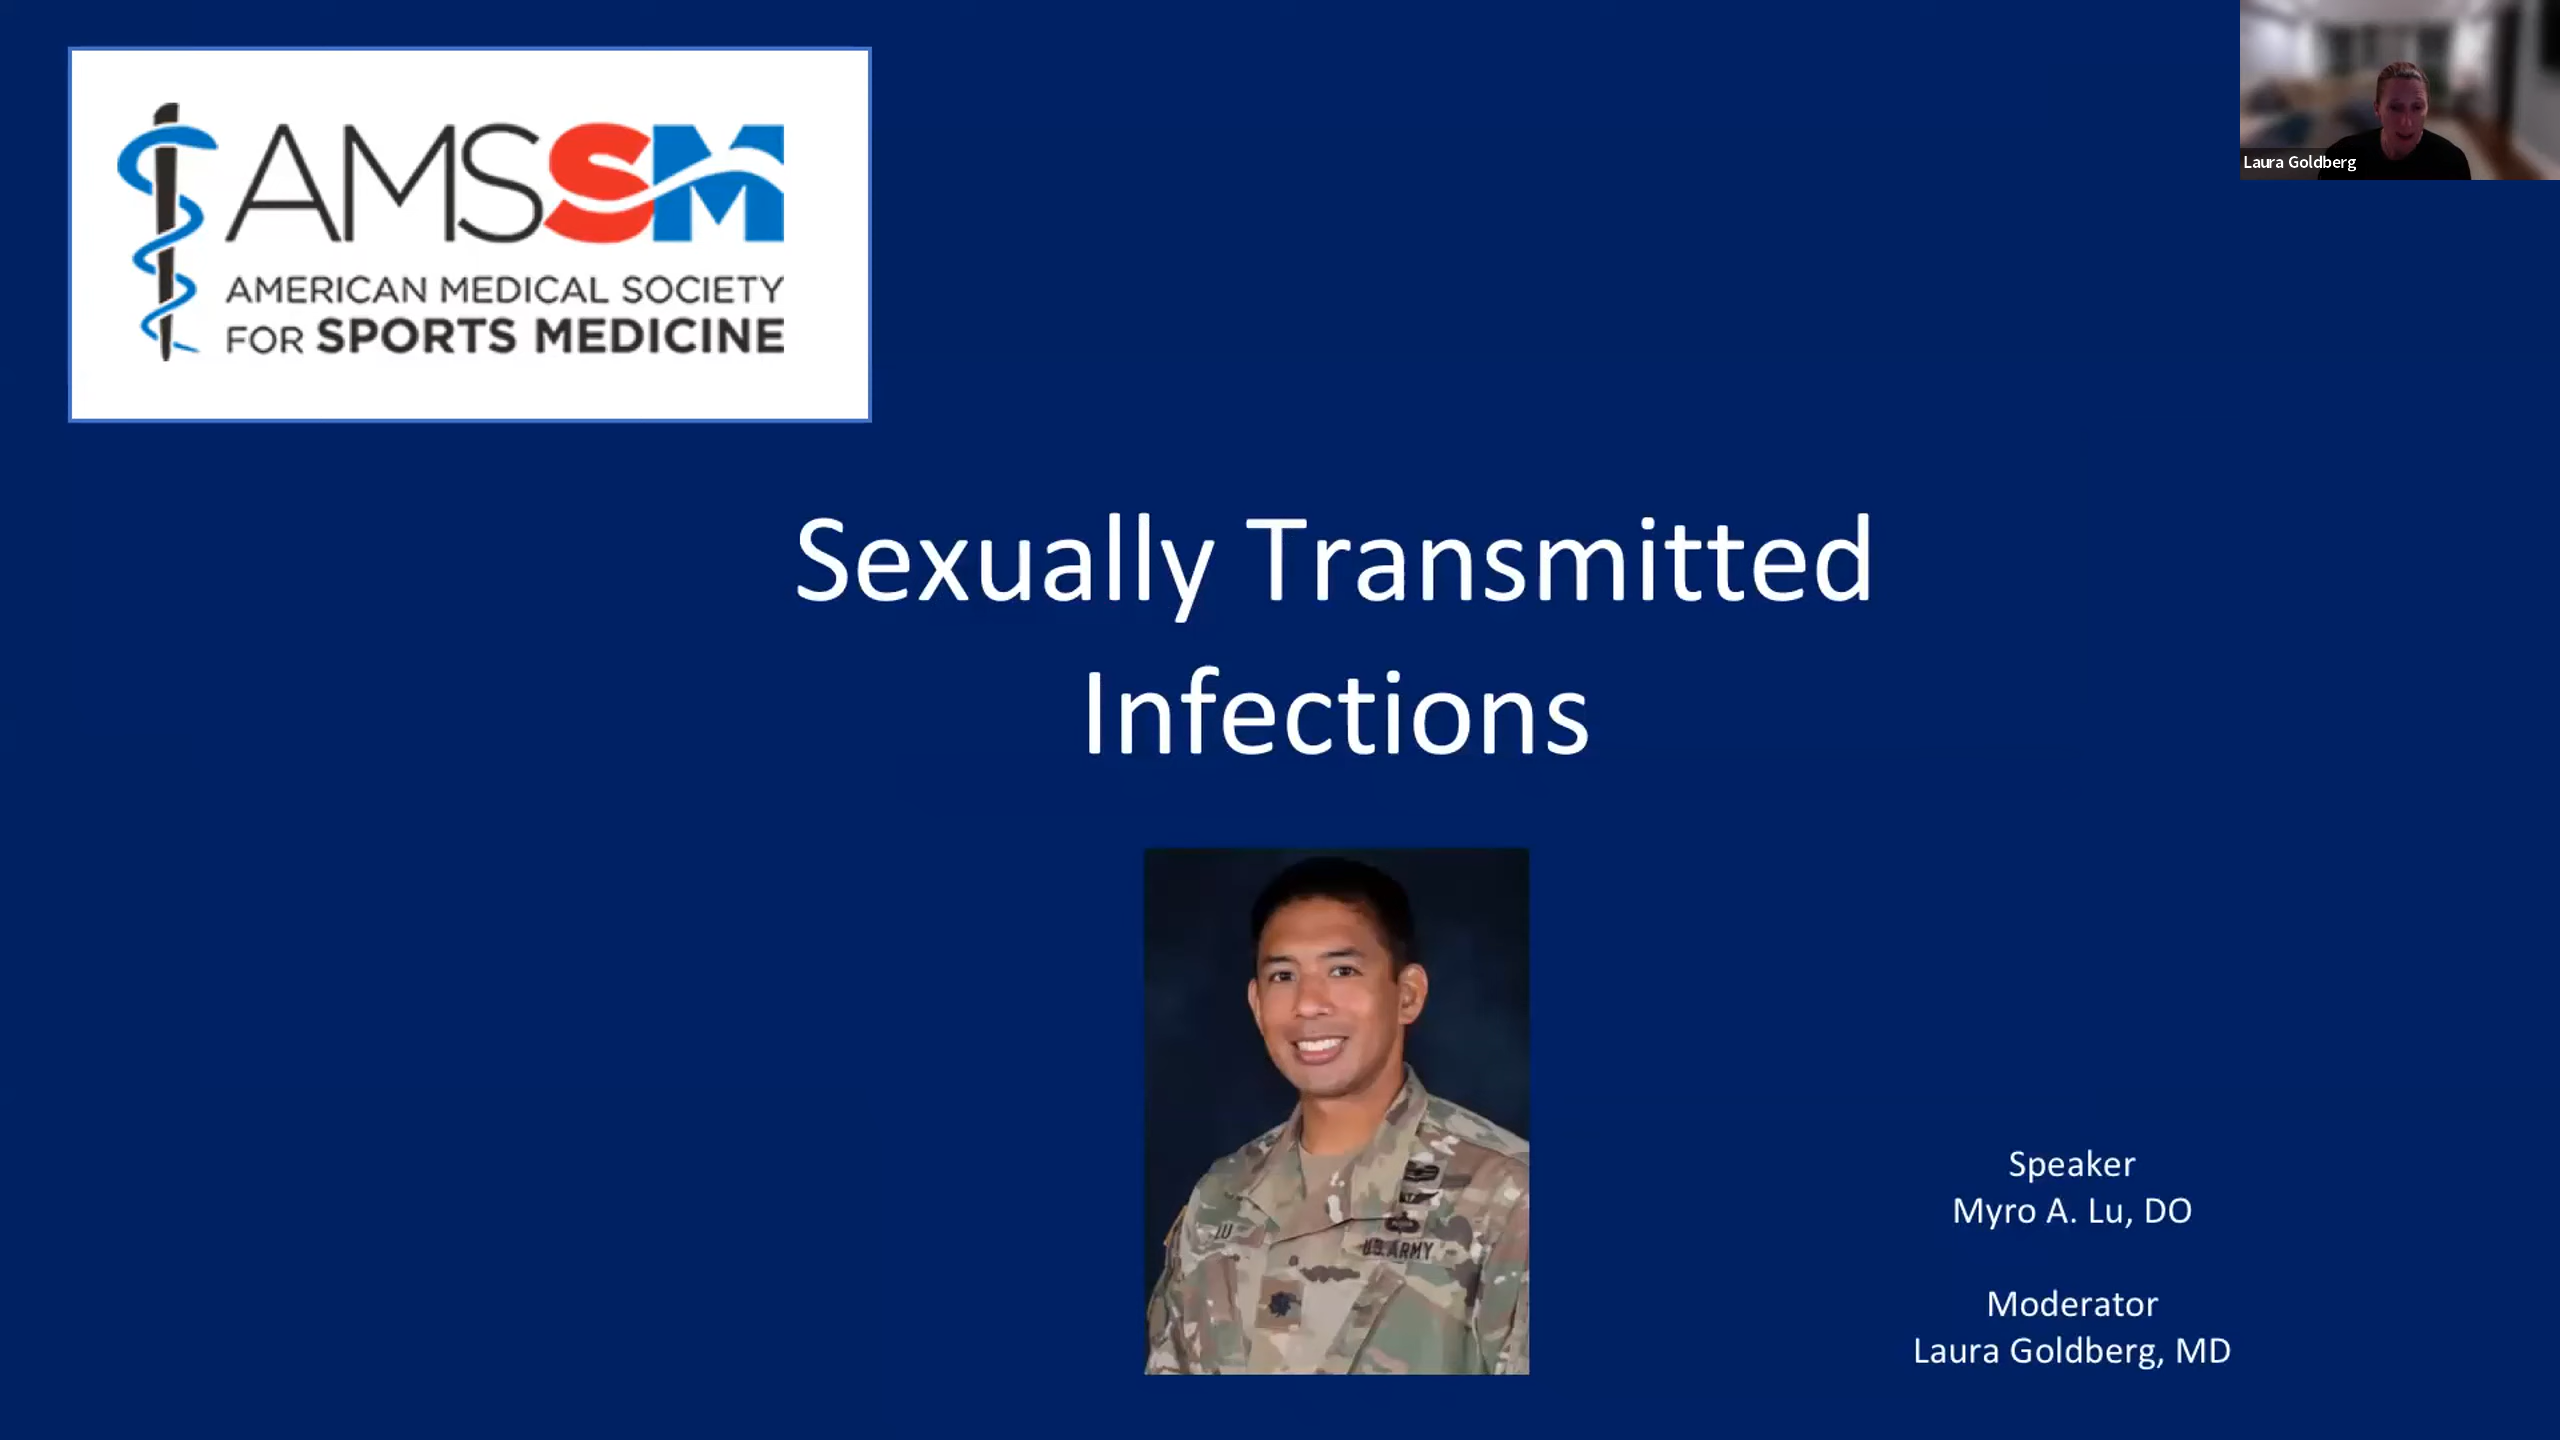 AMSSM
AMERICAN MEDICAL SOCIETY
FOR SPORTS MEDICINE
Laura Goldberg
Sexually Transmitted
Infections
LU
U.S. ARMY
Speaker
Myro A. Lu, DO
Moderator
Laura Goldberg, MD